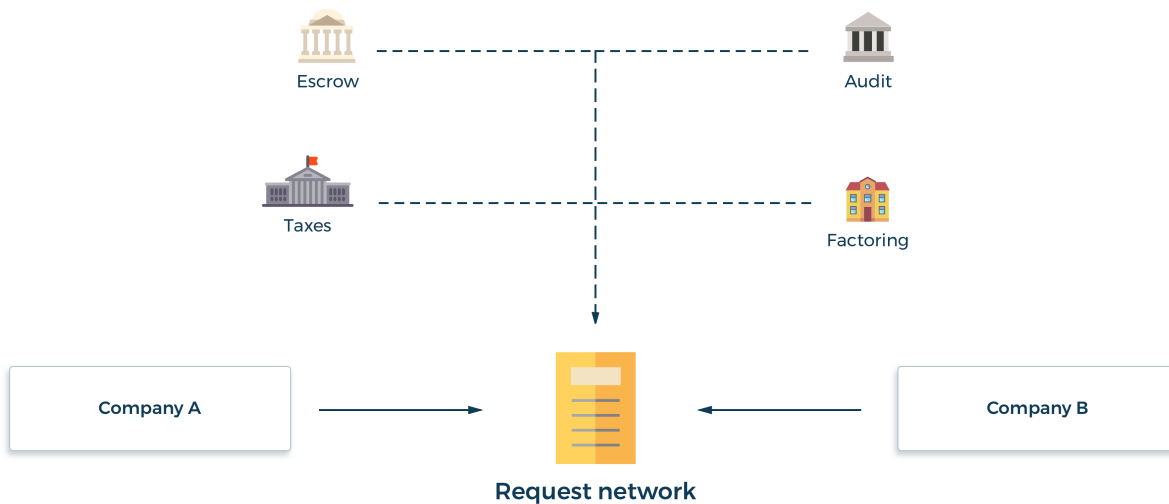 Escrow
Audit
Taxes
Factoring
Company A
Company B
Request network